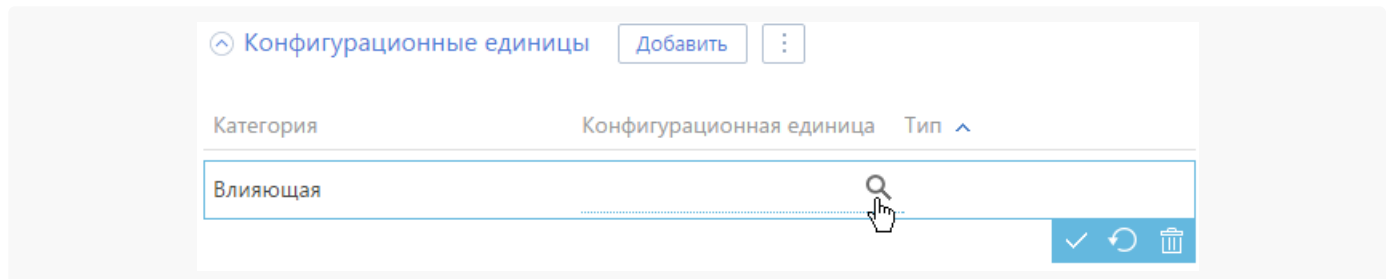 Конфигурационные единицы Добавить
Категория Конфигурационная единица Тип
Влияющая